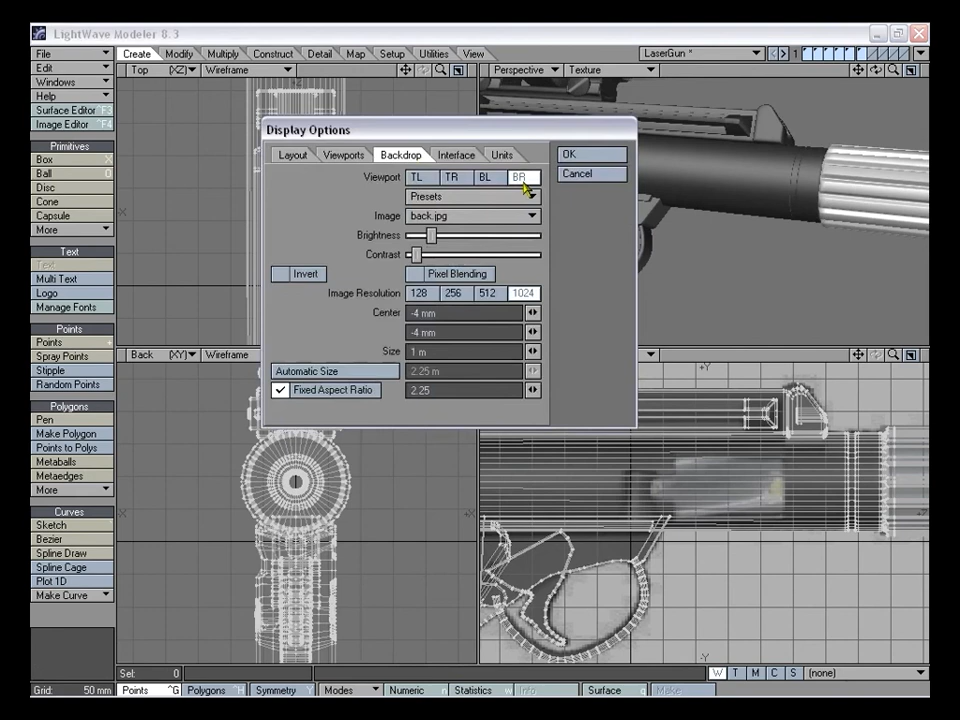 LightWave Modeler 8.3
File
Create Modify Multiply Construct Detail Map Setup Utilities View LaserGun * 1
Edit
Windows
Help
Surface Editor ^F3
Image Editor ^F4
Primitives
Box X
Ball O
Disc
Cone
Capsule
More
Text
Text
Multi Text
Logo
Manage Fonts
Points
Points +
Spray Points
Stipple
Random Points
Polygons
Pen
Make Polygon
Points to Polys
Metaballs
Metaedges
More
Curves
Sketch
Bezier
Spline Draw
Spline Cage
Plot 1D
Make Curve
Top (XZ) Wireframe
Perspective Texture
Display Options
Layout Viewports Backdrop Interface Units
OK
Cancel
Viewport TL TR BL BR
Presets
Image back.jpg
Brightness
Contrast
Invert Pixel Blending
Image Resolution 128 256 512 1024
Center -4 mm
-4 mm
Size 1 m
Automatic Size 2.25 m
Fixed Aspect Ratio 2.25
Back (XY) Wireframe
+Y
-Y
Sel: 0
W T M C S (none)
Grid: 50 mm
Points ^G Polygons ^H Symmetry Y Modes Numeric n Statistics w Info Surface q Make